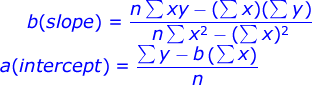 b(slope) = (n ∑ xy − (∑ x)(∑ y)) / (n ∑ x² − (∑ x)²)
a(intercept) = (∑ y − b (∑ x)) / n